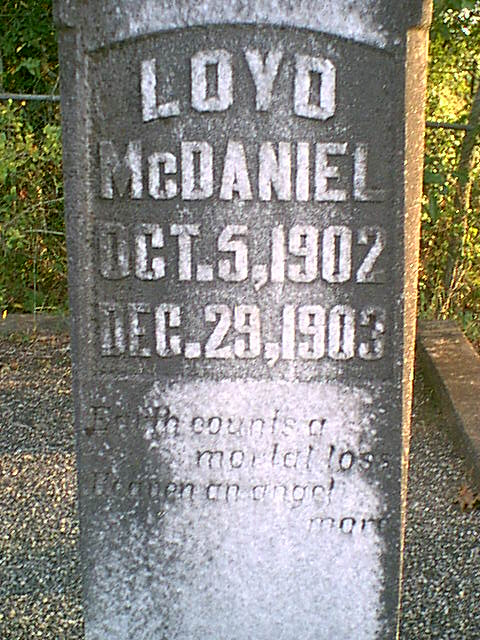 LOYD
McDANIEL
OCT. 5, 1902
DEC. 29, 1903
Earth counts a
mortal loss
Heaven an angel
more